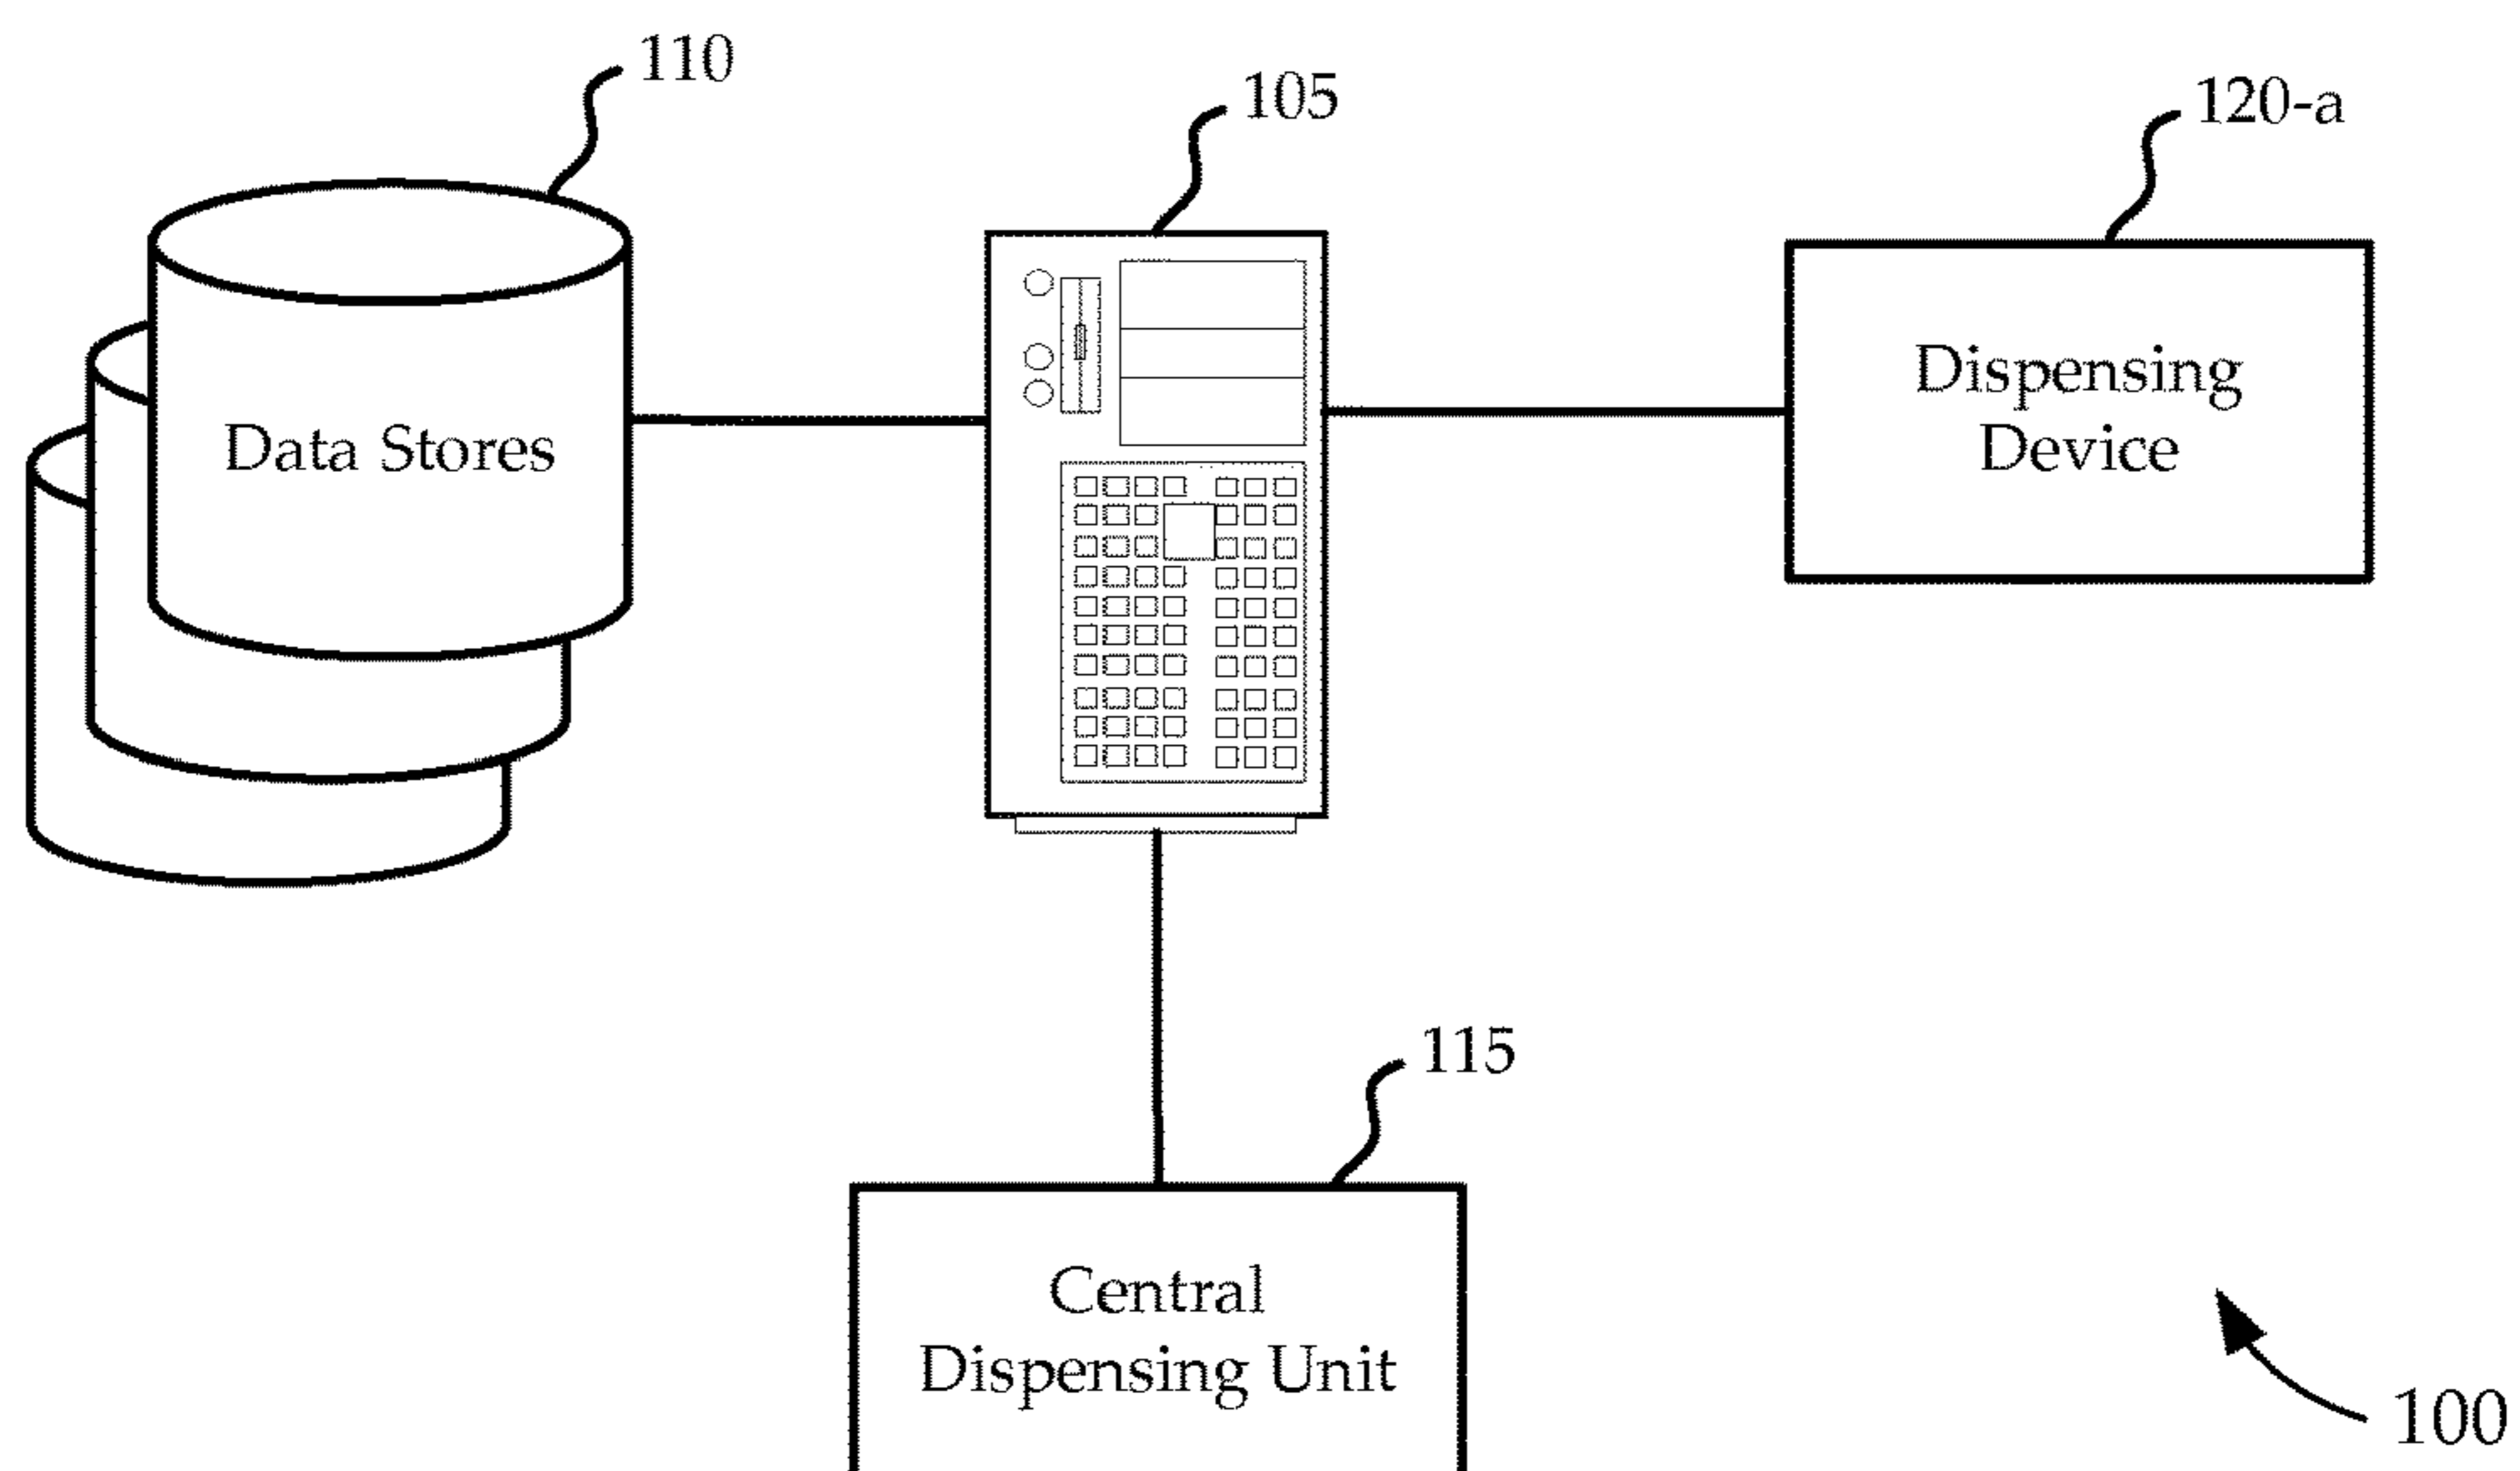 110
105
120-a
Data Stores
Dispensing
Device
115
Central
Dispensing Unit
100